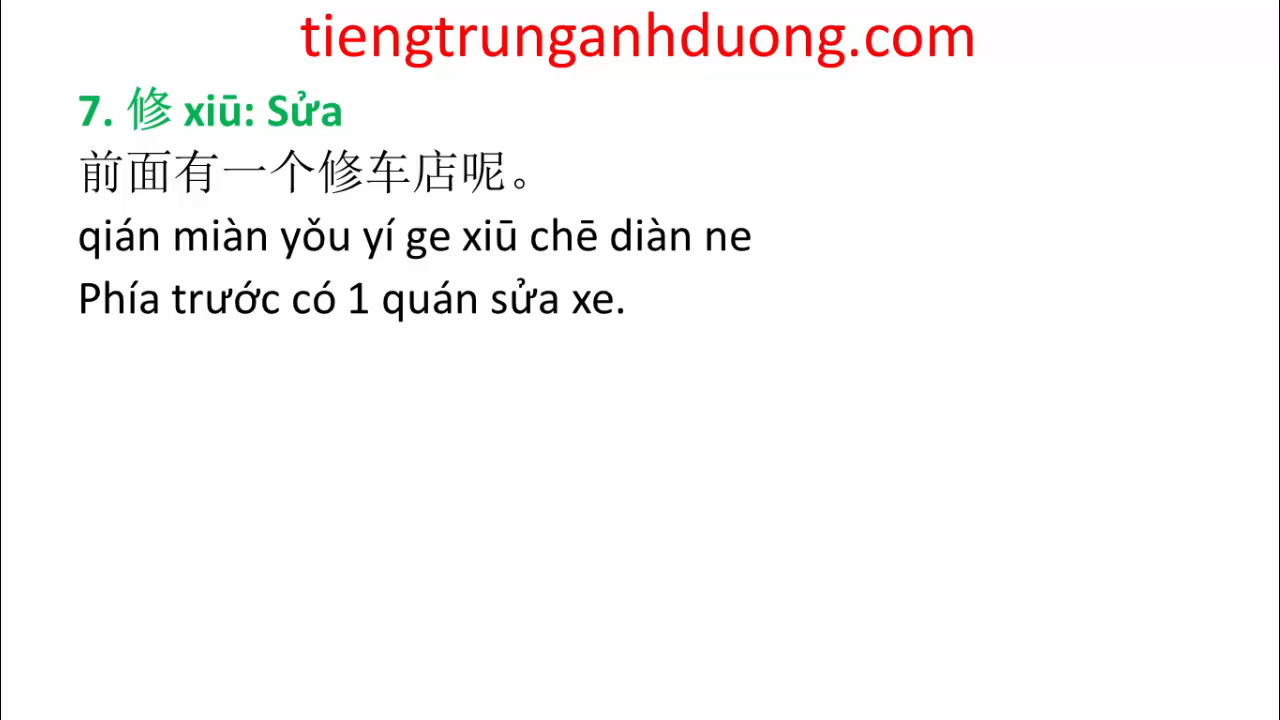 tiengtrunganhduong.com
7. 修 xiū: Sửa
前面有一个修车店呢。
qián miàn yǒu yí ge xiū chē diàn ne
Phía trước có 1 quán sửa xe.